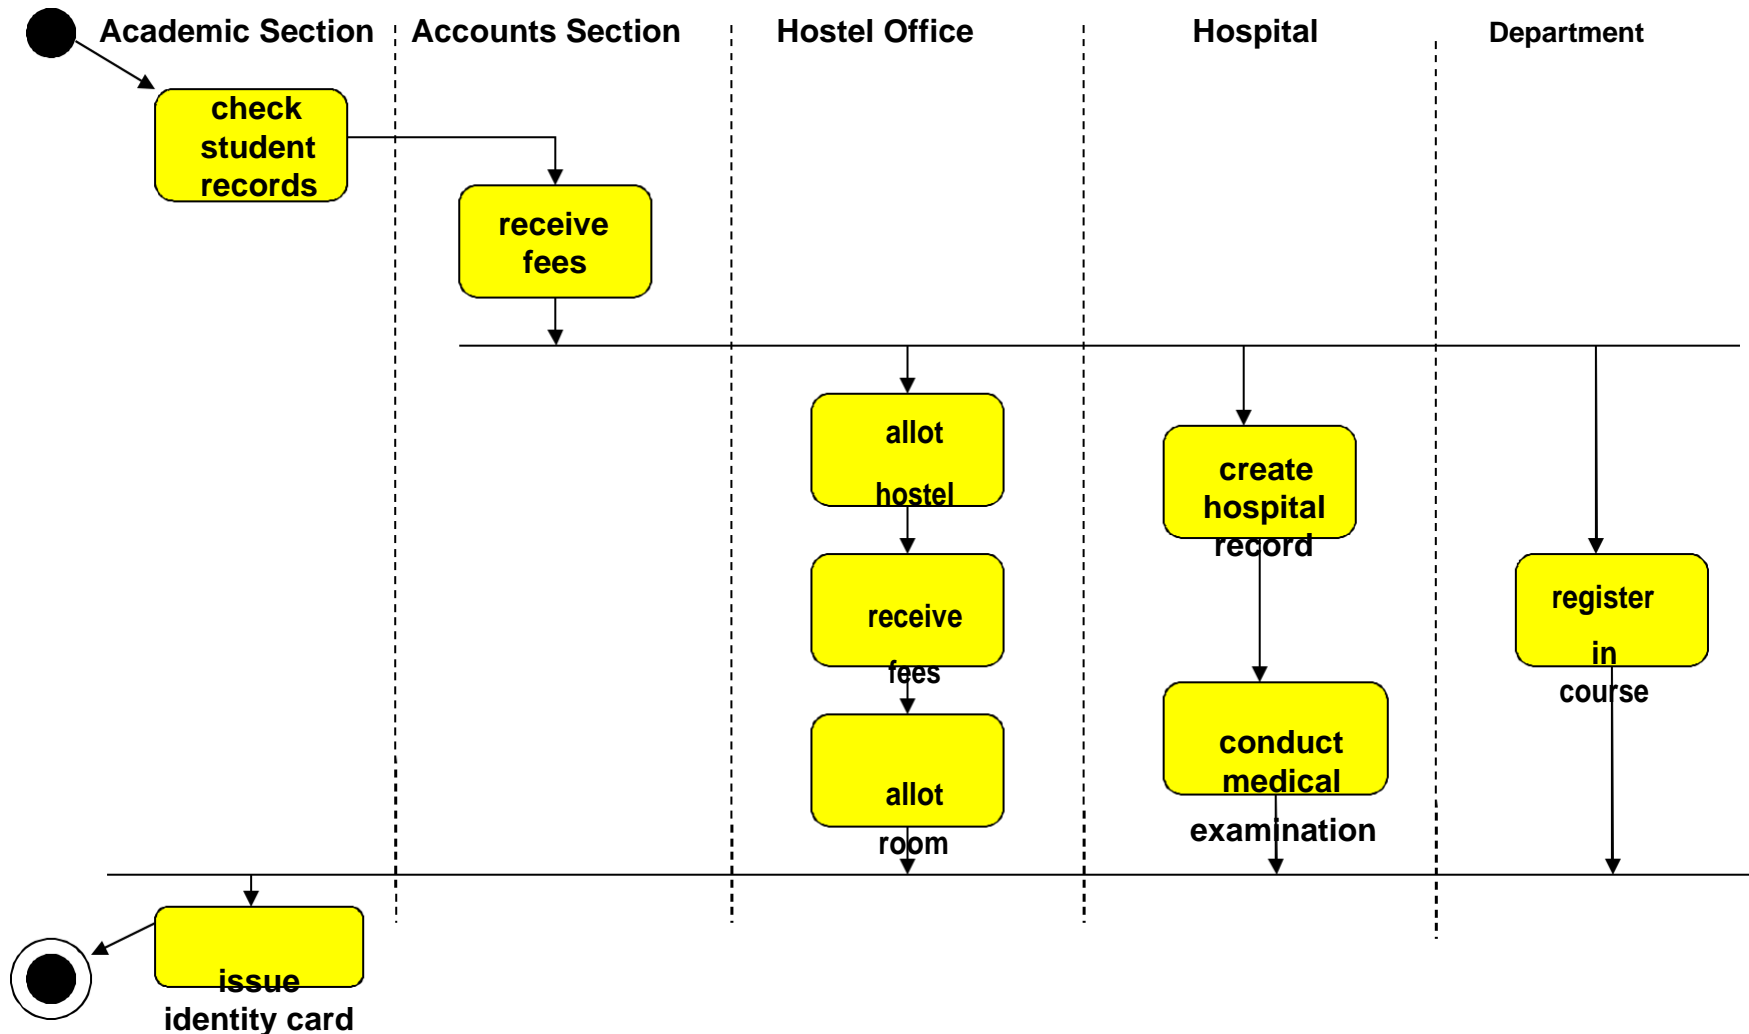 Academic Section
Accounts Section
Hostel Office
Hospital
Department
check
student
records
receive
fees
allot
hostel
create
hospital
record
receive
fees
register
in
course
allot
room
conduct
medical
examination
issue
identity card